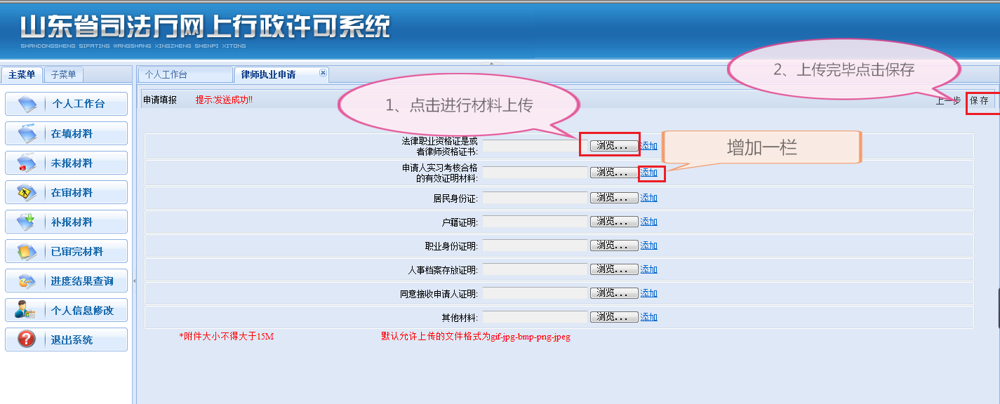 山东省司法厅网上行政许可系统
SHANDONGSHENG SIFATING WANGSHANG XINGZHENG SHENPI XITONG
主菜单 子菜单
个人工作台 律师执业申请
个人工作台
在填材料
未报材料
在审材料
补报材料
已审完材料
进度结果查询
个人信息修改
退出系统
申请填报 提示:发送成功!!
1、点击进行材料上传
2、上传完毕点击保存
上一步 保存
法律职业资格证是或
者律师资格证书: 浏览... 添加
增加一栏
申请人实习考核合格
的有效证明材料: 浏览... 添加
居民身份证: 浏览... 添加
户籍证明: 浏览... 添加
职业身份证明: 浏览... 添加
人事档案存放证明: 浏览... 添加
同意接收申请人证明: 浏览... 添加
其他材料: 浏览... 添加
*附件大小不得大于15M 默认允许上传的文件格式为gif-jpg-bmp-png-jpeg